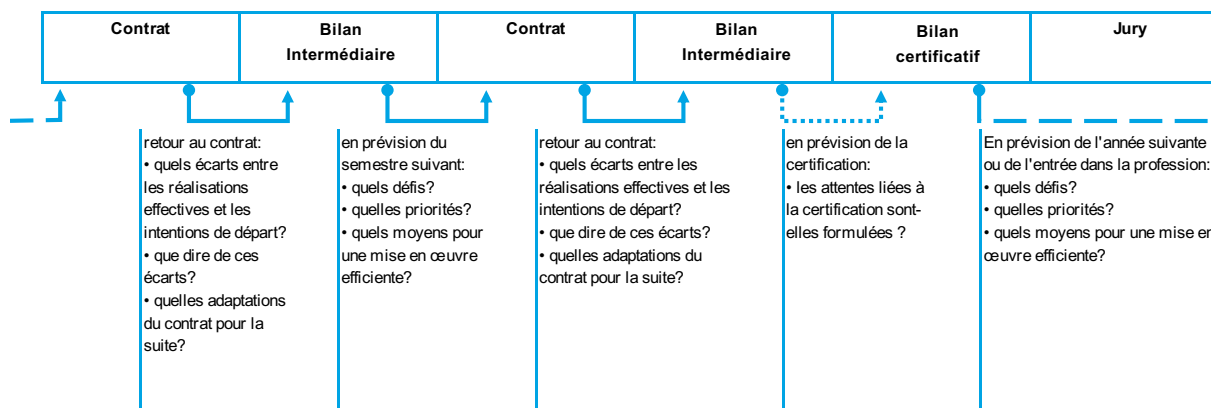 Contrat
Bilan
Intermédiaire
Contrat
Bilan
Intermédiaire
Bilan
certificatif
Jury
retour au contrat:
• quels écarts entre
les réalisations
effectives et les
intentions de départ?
• que dire de ces
écarts?
• quelles adaptations
du contrat pour la
suite?
en prévision du
semestre suivant:
• quels défis?
• quelles priorités?
• quels moyens pour
une mise en œuvre
efficiente?
retour au contrat:
• quels écarts entre les
réalisations effectives et les
intentions de départ?
• que dire de ces écarts?
• quelles adaptations du
contrat pour la suite?
en prévision de la
certification:
• les attentes liées à
la certification sont-
elles formulées ?
En prévision de l'année suivante
ou de l'entrée dans la profession:
• quels défis?
• quelles priorités?
• quels moyens pour une mise en
œuvre efficiente?